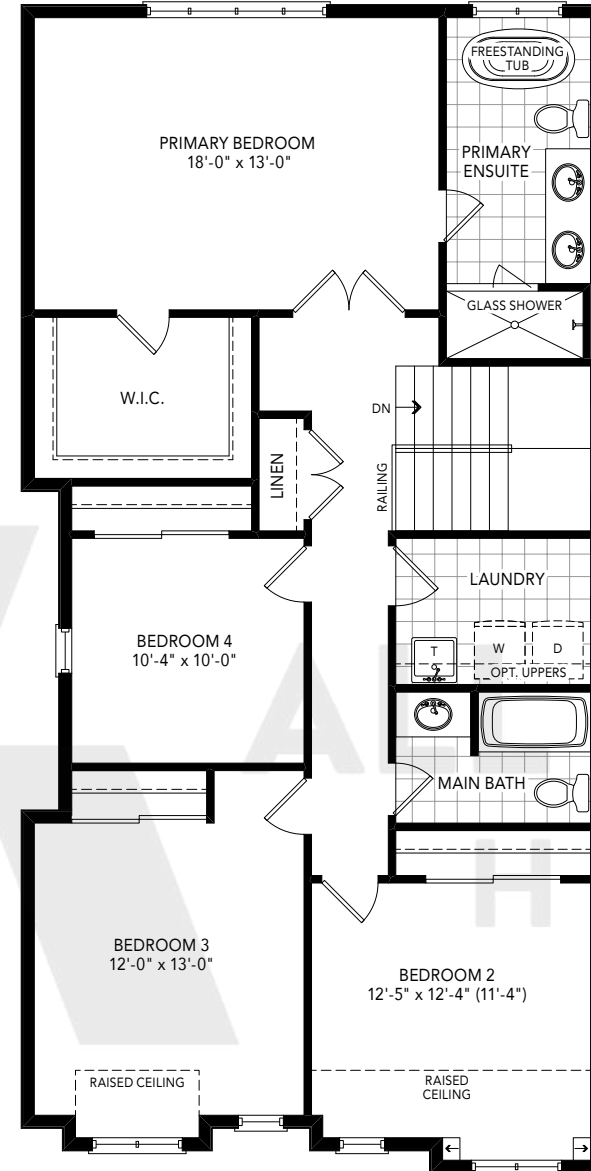 FREESTANDING
TUB
PRIMARY BEDROOM
18'-0" x 13'-0"
PRIMARY
ENSUITE
GLASS SHOWER
W.I.C.
DN
LINEN
RAILING
LAUNDRY
BEDROOM 4
10'-4" x 10'-0"
T
W
D
OPT. UPPERS
ALL
MAIN BATH
H
BEDROOM 3
12'-0" x 13'-0"
BEDROOM 2
12'-5" x 12'-4" (11'-4")
RAISED CEILING
RAISED
CEILING